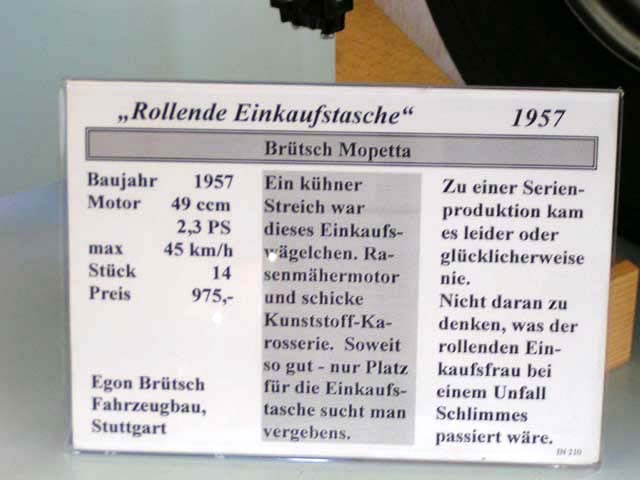 „Rollende Einkaufstasche“ 1957
Brütsch Mopetta
Baujahr 1957
Motor 49 ccm
2,3 PS
max 45 km/h
Stück 14
Preis 975,-
Egon Brütsch
Fahrzeugbau,
Stuttgart
Ein kühner
Streich war
dieses Einkaufs-
wägelchen. Ra-
senmähermotor
und schicke
Kunststoff-Ka-
rosserie. Soweit
so gut - nur Platz
für die Einkaufs-
tasche sucht man
vergebens.
Zu einer Serien-
produktion kam
es leider oder
glücklicherweise
nie.
Nicht daran zu
denken, was der
rollenden Ein-
kaufsfrau bei
einem Unfall
Schlimmes
passiert wäre.